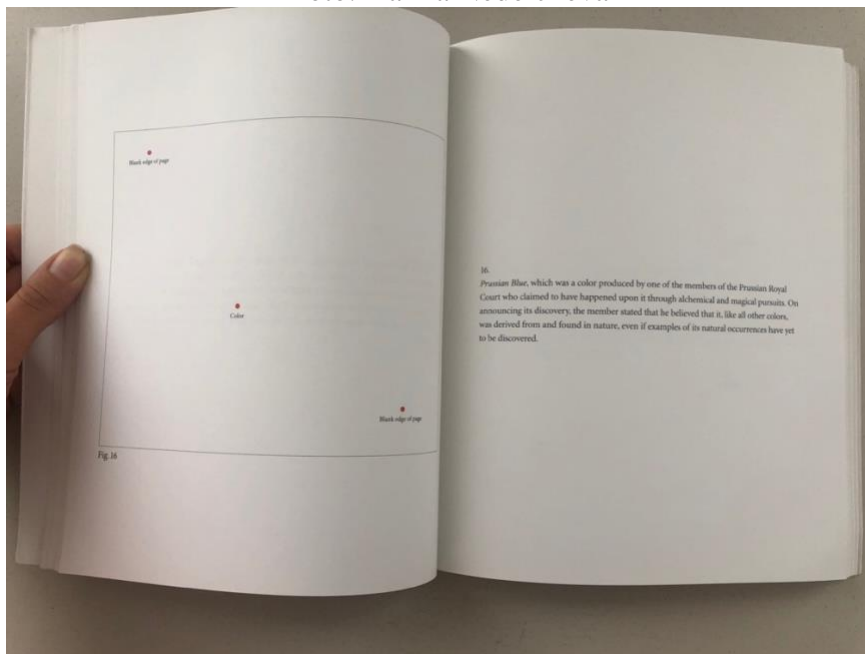 Blank edge of page
Color
Blank edge of page
Fig. 16
16.
Prussian Blue, which was a color produced by one of the members of the Prussian Royal
Court who claimed to have happened upon it through alchemical and magical pursuits. On
announcing its discovery, the member stated that he believed that it, like all other colors,
was derived from and found in nature, even if examples of its natural occurrences have yet
to be discovered.